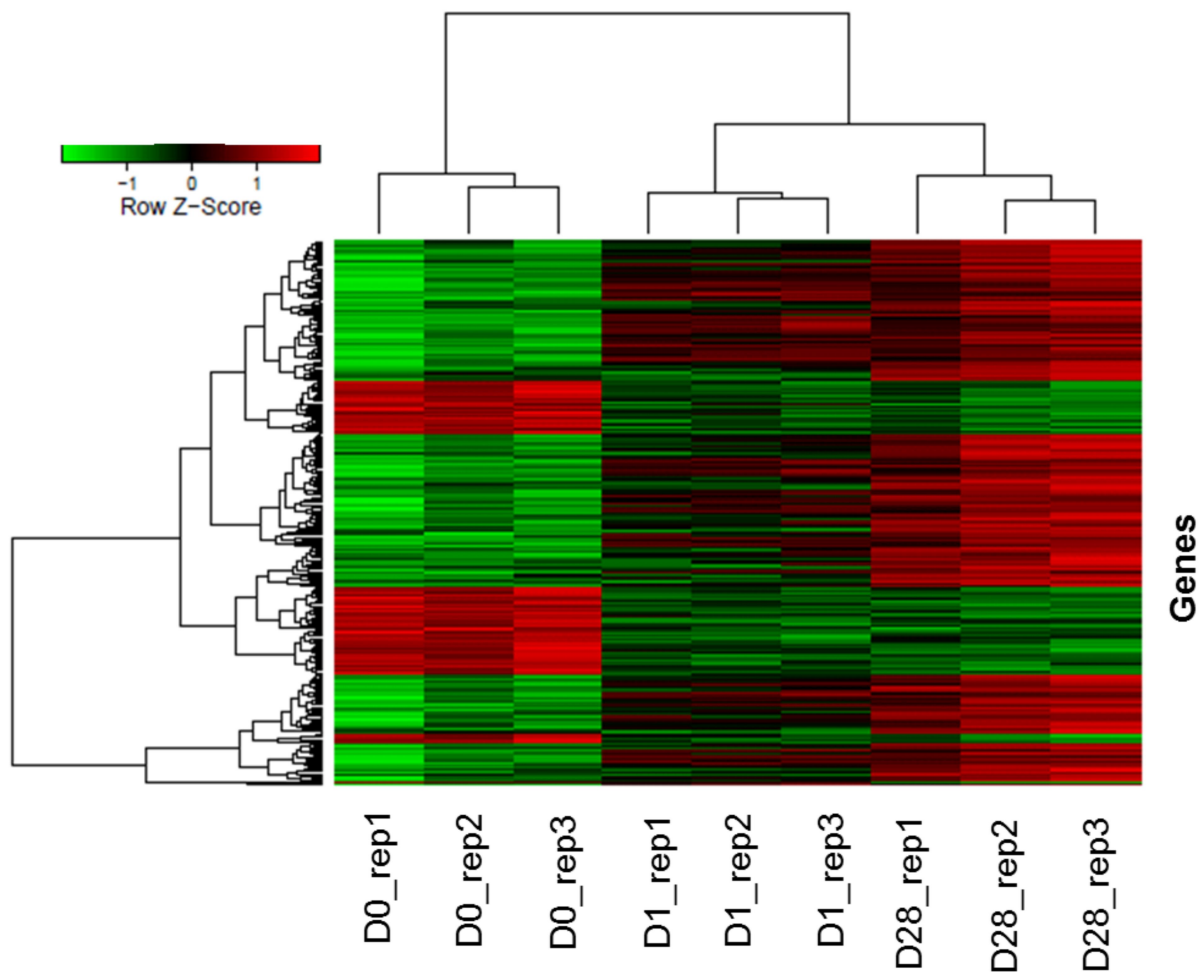 −1 0 1
Row Z−Score
Genes
D0_rep1
D0_rep2
D0_rep3
D1_rep1
D1_rep2
D1_rep3
D28_rep1
D28_rep2
D28_rep3